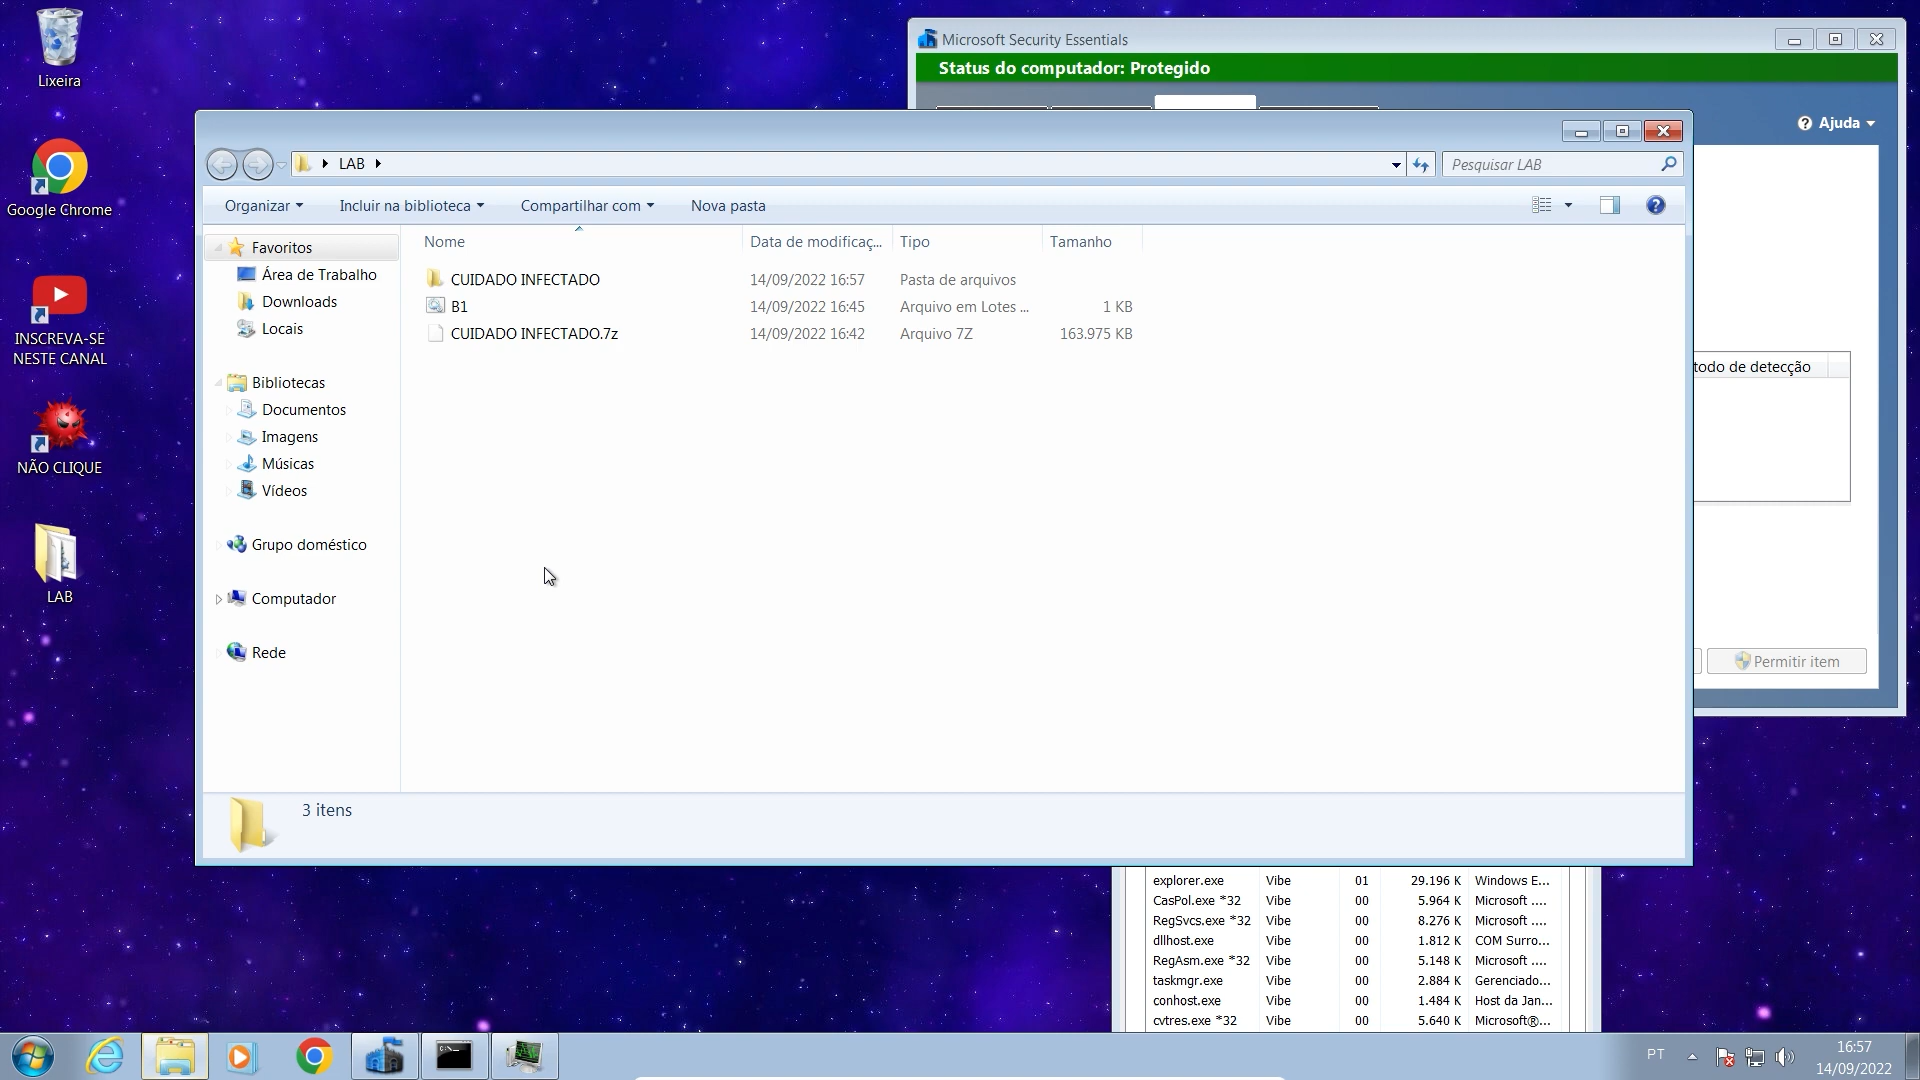 Lixeira
Google Chrome
INSCREVA-SE
NESTE CANAL
NÃO CLIQUE
LAB
Microsoft Security Essentials
Status do computador: Protegido
Ajuda
LAB
Pesquisar LAB
Organizar
Incluir na biblioteca
Compartilhar com
Nova pasta
Favoritos
Área de Trabalho
Downloads
Locais
Bibliotecas
Documentos
Imagens
Músicas
Vídeos
Grupo doméstico
Computador
Rede
Nome Data de modificaç... Tipo Tamanho
CUIDADO INFECTADO 14/09/2022 16:57 Pasta de arquivos
B1 14/09/2022 16:45 Arquivo em Lotes ... 1 KB
CUIDADO INFECTADO.7z 14/09/2022 16:42 Arquivo 7Z 163.975 KB
3 itens
todo de detecção
Permitir item
explorer.exe Vibe 01 29.196 K Windows E...
CasPol.exe *32 Vibe 00 5.964 K Microsoft ....
RegSvcs.exe *32 Vibe 00 8.276 K Microsoft ....
dllhost.exe Vibe 00 1.812 K COM Surro...
RegAsm.exe *32 Vibe 00 5.148 K Microsoft ....
taskmgr.exe Vibe 00 2.884 K Gerenciado...
conhost.exe Vibe 00 1.484 K Host da Jan...
cvtres.exe *32 Vibe 00 5.640 K Microsoft®...
PT
16:57
14/09/2022